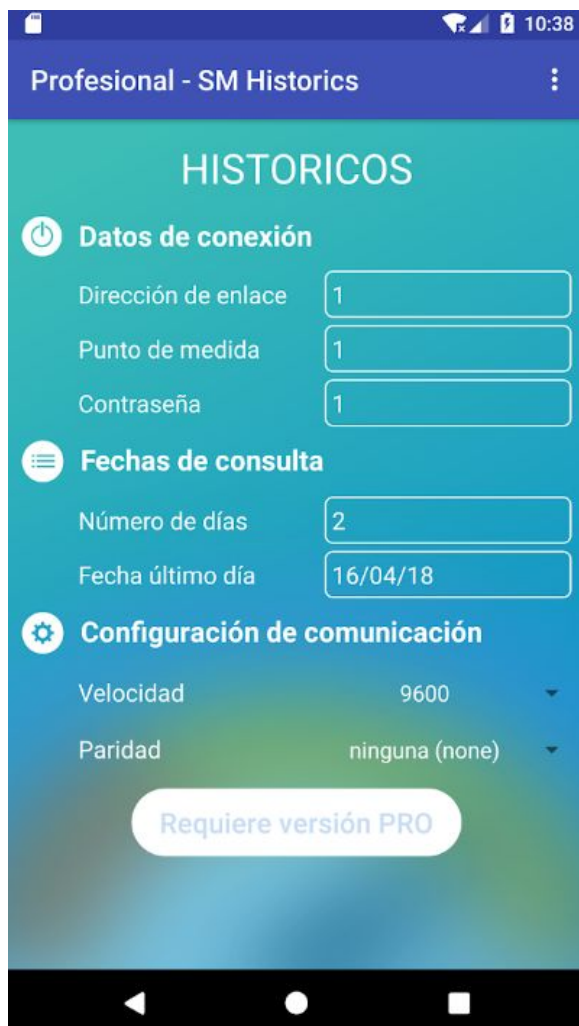 10:38
Profesional - SM Historics
HISTORICOS
Datos de conexión
Dirección de enlace 1
Punto de medida 1
Contraseña 1
Fechas de consulta
Número de días 2
Fecha último día 16/04/18
Configuración de comunicación
Velocidad 9600
Paridad ninguna (none)
Requiere versión PRO